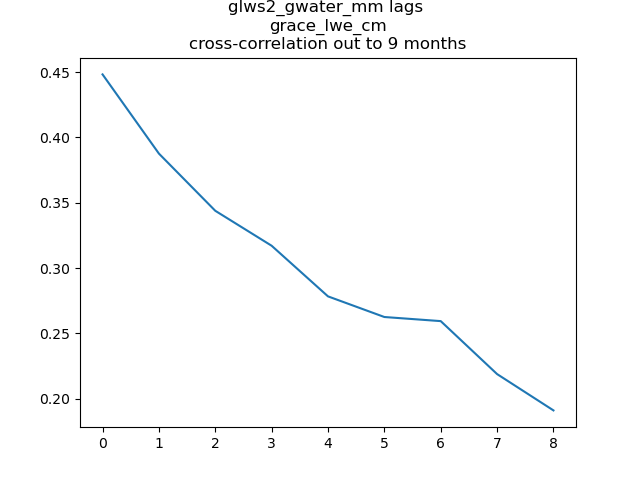 glws2_gwater_mm lags
grace_lwe_cm
cross-correlation out to 9 months
0.45
0.40
0.35
0.30
0.25
0.20
0 1 2 3 4 5 6 7 8